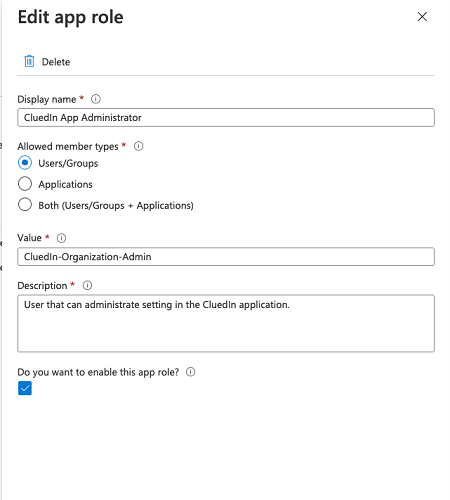 Edit app role
Delete
Display name *
CluedIn App Administrator
Allowed member types *
Users/Groups
Applications
Both (Users/Groups + Applications)
Value *
CluedIn-Organization-Admin
Description *
User that can administrate setting in the CluedIn application.
Do you want to enable this app role?